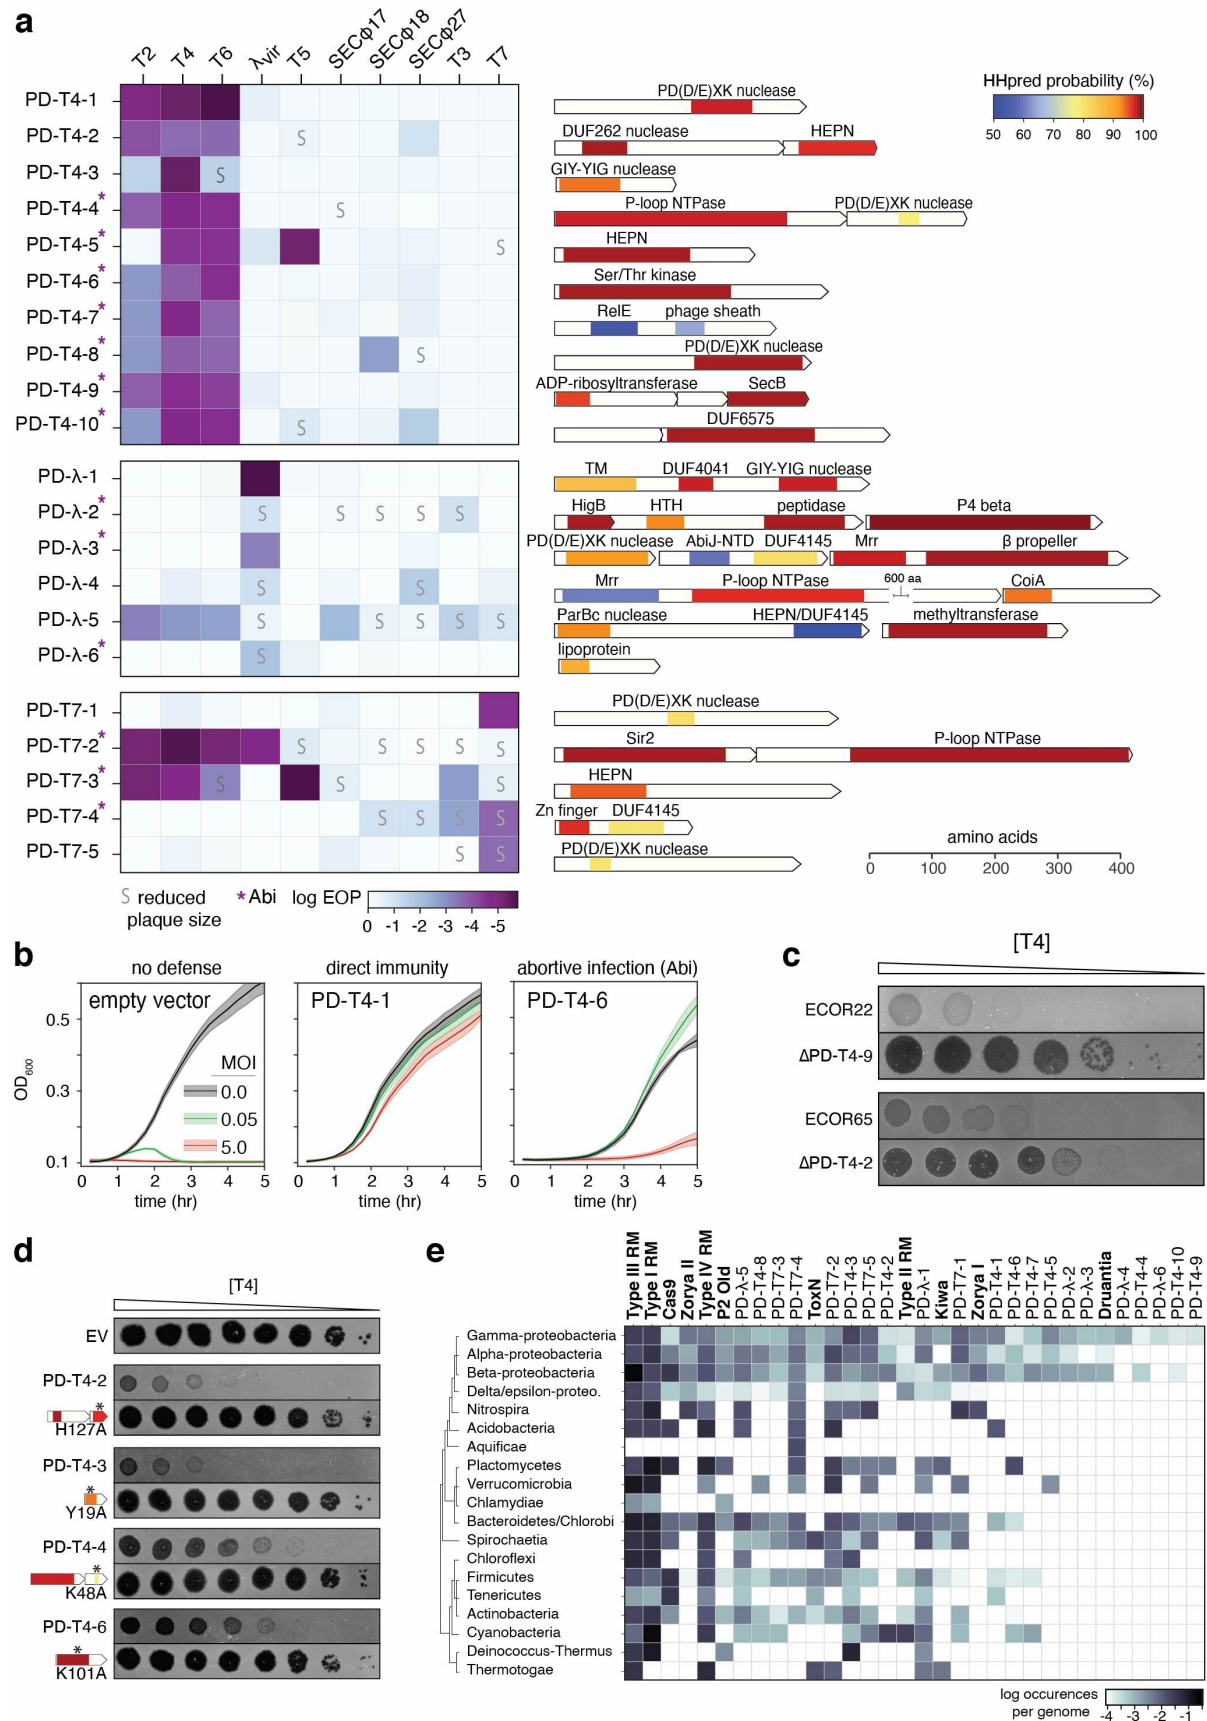 a
T2 T4 T6 λvir T5 SECφ17 SECφ18 SECφ27 T3 T7
HHpred probability (%)
50 60 70 80 90 100
PD-T4-1
PD(D/E)XK nuclease
PD-T4-2
S
DUF262 nuclease HEPN
PD-T4-3
S
GIY-YIG nuclease
PD-T4-4*
S
P-loop NTPase PD(D/E)XK nuclease
PD-T4-5*
S
HEPN
PD-T4-6*
Ser/Thr kinase
PD-T4-7*
RelE phage sheath
PD-T4-8*
S
PD(D/E)XK nuclease
PD-T4-9*
ADP-ribosyltransferase SecB
PD-T4-10*
S
DUF6575
PD-λ-1
TM DUF4041 GIY-YIG nuclease
PD-λ-2*
S S S S S
HigB HTH peptidase P4 beta
PD-λ-3*
PD(D/E)XK nuclease AbiJ-NTD DUF4145 Mrr β propeller
PD-λ-4
S S
Mrr P-loop NTPase 600 aa CoiA
PD-λ-5
S S S S S
ParBc nuclease HEPN/DUF4145 methyltransferase
PD-λ-6*
S
lipoprotein
PD-T7-1
PD(D/E)XK nuclease
PD-T7-2*
S S S S S
Sir2 P-loop NTPase
PD-T7-3*
S S S
HEPN
PD-T7-4*
S S S S
Zn finger DUF4145
PD-T7-5
S S
PD(D/E)XK nuclease
amino acids
0 100 200 300 400
S reduced plaque size
*Abi
log EOP
0 -1 -2 -3 -4 -5
b
no defense direct immunity abortive infection (Abi)
empty vector PD-T4-1 PD-T4-6
OD600
0.5
0.3
0.1
MOI
0.0
0.05
5.0
0 1 2 3 4 5 0 1 2 3 4 5 0 1 2 3 4 5
time (hr) time (hr) time (hr)
c
[T4]
ECOR22
ΔPD-T4-9
ECOR65
ΔPD-T4-2
d
[T4]
EV
PD-T4-2
*
H127A
PD-T4-3
*
Y19A
PD-T4-4
*
K48A
PD-T4-6
*
K101A
e
Type III RM
Type I RM
Cas9
Zorya II
Type IV RM
P2 Old
PD-λ-5
PD-T4-8
PD-T7-3
PD-T7-4
ToxN
PD-T7-2
PD-T4-3
PD-T7-5
PD-T4-2
Type II RM
PD-λ-1
Kiwa
PD-T7-1
Zorya I
PD-T4-1
PD-T4-6
PD-T4-7
PD-T4-5
PD-λ-2
PD-λ-3
Druantia
PD-λ-4
PD-T4-4
PD-λ-6
PD-T4-10
PD-T4-9
Gamma-proteobacteria
Alpha-proteobacteria
Beta-proteobacteria
Delta/epsilon-proteo.
Nitrospira
Acidobacteria
Aquificae
Plactomycetes
Verrucomicrobia
Chlamydiae
Bacteroidetes/Chlorobi
Spirochaetia
Chloroflexi
Firmicutes
Tenericutes
Actinobacteria
Cyanobacteria
Deinococcus-Thermus
Thermotogae
log occurences
per genome
-4 -3 -2 -1